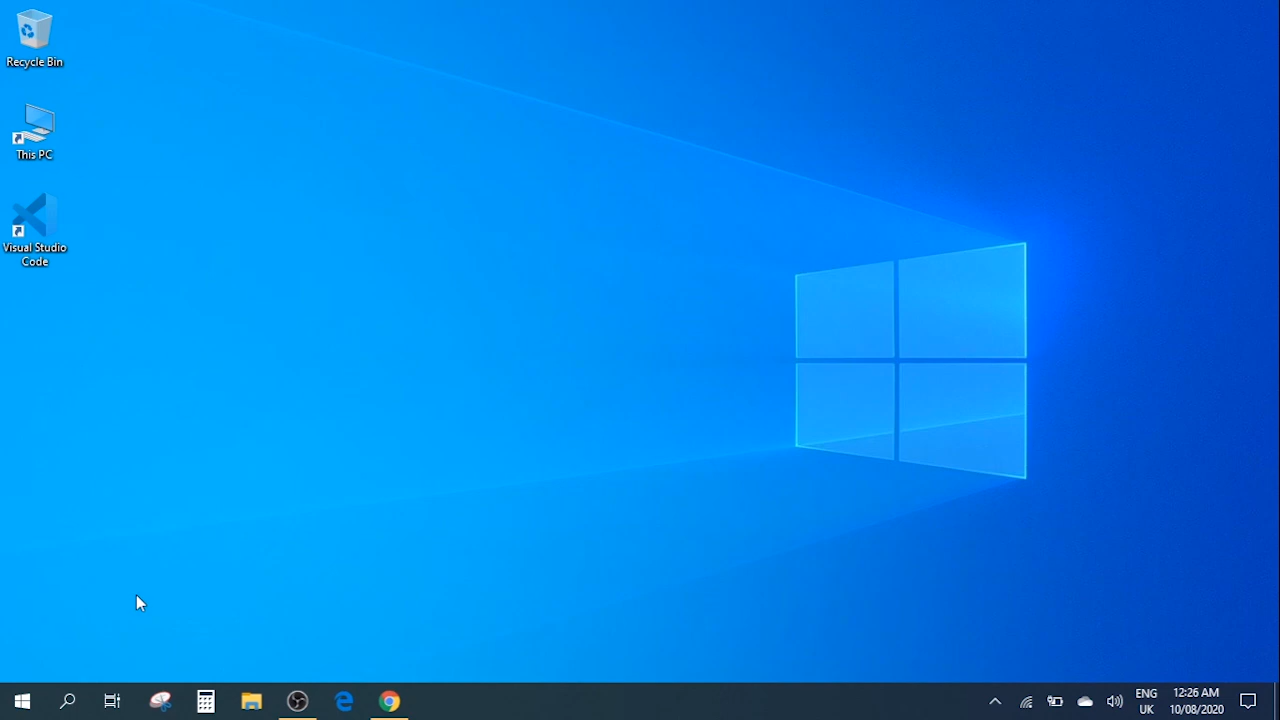 Recycle Bin
This PC
Visual Studio
Code
ENG
UK
12:26 AM
10/08/2020